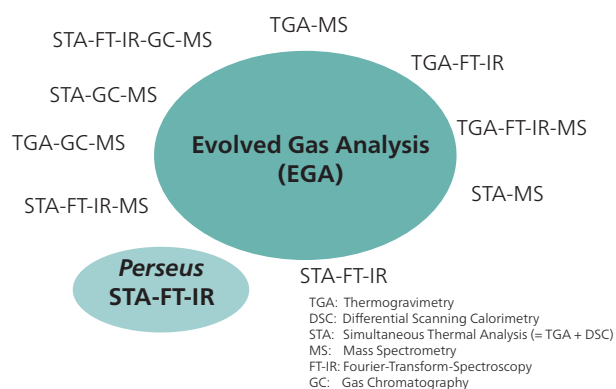 TGA-MS
STA-FT-IR-GC-MS
TGA-FT-IR
STA-GC-MS
TGA-FT-IR-MS
Evolved Gas Analysis
(EGA)
TGA-GC-MS
STA-MS
STA-FT-IR-MS
Perseus
STA-FT-IR
STA-FT-IR
TGA: Thermogravimetry
DSC: Differential Scanning Calorimetry
STA: Simultaneous Thermal Analysis (= TGA + DSC)
MS: Mass Spectrometry
FT-IR: Fourier-Transform-Spectroscopy
GC: Gas Chromatography